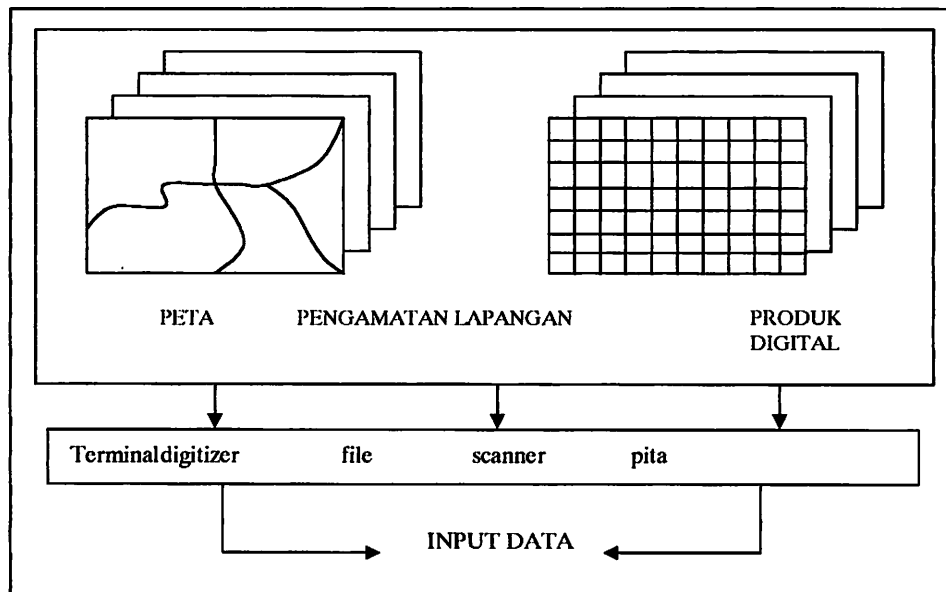 PETA PENGAMATAN LAPANGAN PRODUK
DIGITAL
Terminaldigitizer file scanner pita
INPUT DATA